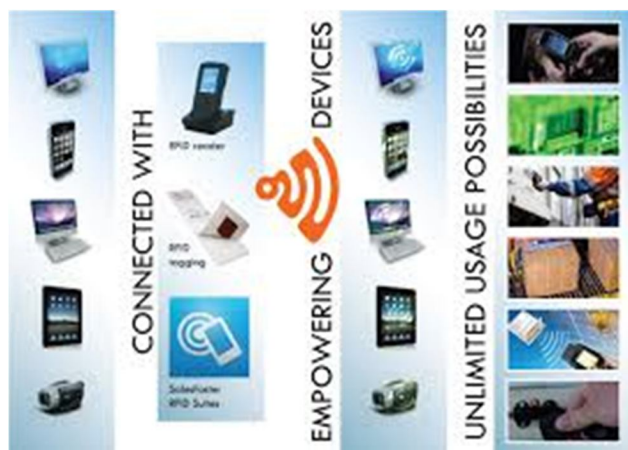 CONNECTED WITH
RFID reader
RFID
tagging
RFID Suites
EMPOWERING DEVICES
UNLIMITED USAGE POSSIBILITIES